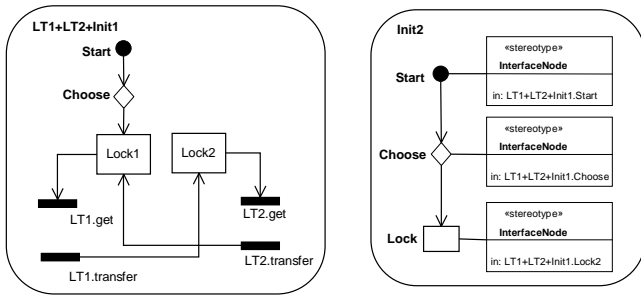 LT1+LT2+Init1
Start
Choose
Lock1
Lock2
LT1.get
LT2.get
LT2.transfer
LT1.transfer
Init2
«stereotype»
InterfaceNode
Start
in: LT1+LT2+Init1.Start
«stereotype»
InterfaceNode
Choose
in: LT1+LT2+Init1.Choose
«stereotype»
InterfaceNode
Lock
in: LT1+LT2+Init1.Lock2